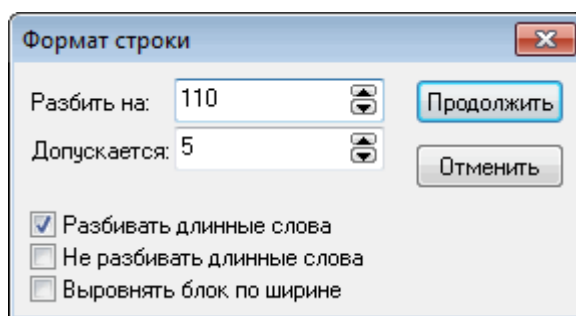 Формат строки
Разбить на: 110
Продолжить
Допускается: 5
Отменить
Разбивать длинные слова
Не разбивать длинные слова
Выровнять блок по ширине